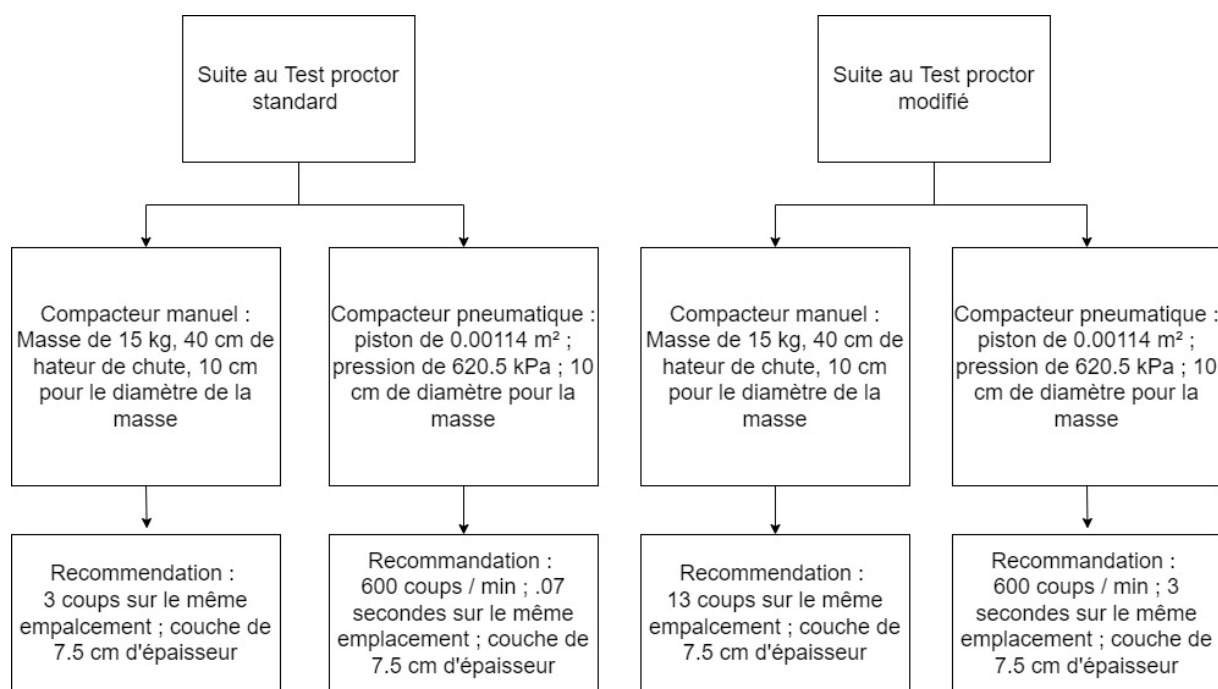 Suite au Test proctor
standard
Suite au Test proctor
modifié
Compacteur manuel :
Masse de 15 kg, 40 cm de
hateur de chute, 10 cm
pour le diamètre de la
masse
Compacteur pneumatique :
piston de 0.00114 m² ;
pression de 620.5 kPa ; 10
cm de diamètre pour la
masse
Compacteur manuel :
Masse de 15 kg, 40 cm de
hateur de chute, 10 cm
pour le diamètre de la
masse
Compacteur pneumatique :
piston de 0.00114 m² ;
pression de 620.5 kPa ; 10
cm de diamètre pour la
masse
Recommendation :
3 coups sur le même
empalcement ; couche de
7.5 cm d'épaisseur
Recommandation :
600 coups / min ; .07
secondes sur le même
emplacement ; couche de
7.5 cm d'épaisseur
Recommendation :
13 coups sur le même
empalcement ; couche de
7.5 cm d'épaisseur
Recommandation :
600 coups / min ; 3
secondes sur le même
emplacement ; couche de
7.5 cm d'épaisseur